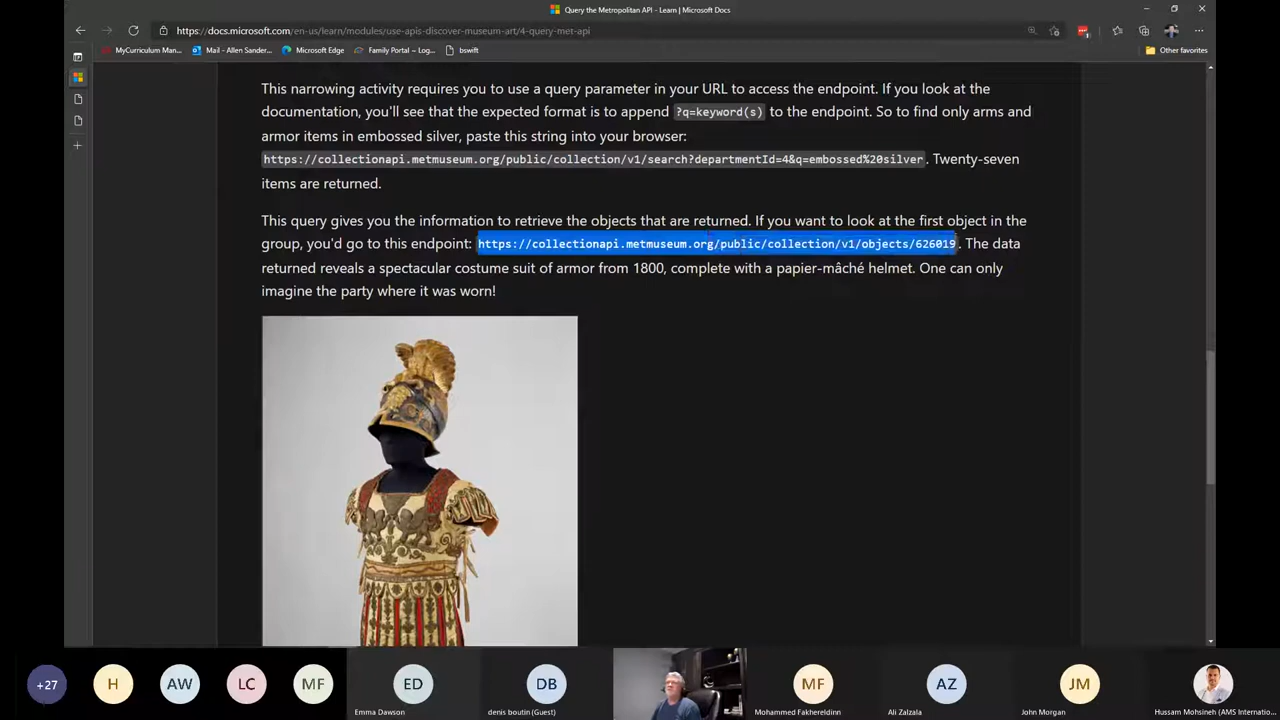 Query the Metropolitan API - Learn | Microsoft Docs
https://docs.microsoft.com/en-us/learn/modules/use-apis-discover-museum-art/4-query-met-api
MyCurriculum Man...
Mail - Allen Sander...
Microsoft Edge
Family Portal – Log...
bswift
Other favorites
This narrowing activity requires you to use a query parameter in your URL to access the endpoint. If you look at the
documentation, you'll see that the expected format is to append ?q=keyword(s) to the endpoint. So to find only arms and
armor items in embossed silver, paste this string into your browser:
https://collectionapi.metmuseum.org/public/collection/v1/search?departmentId=4&q=embossed%20silver. Twenty-seven
items are returned.
This query gives you the information to retrieve the objects that are returned. If you want to look at the first object in the
group, you'd go to this endpoint: https://collectionapi.metmuseum.org/public/collection/v1/objects/626019. The data
returned reveals a spectacular costume suit of armor from 1800, complete with a papier-mâché helmet. One can only
imagine the party where it was worn!
+27
H
AW
LC
MF
ED
DB
MF
AZ
JM
Emma Dawson
denis boutin (Guest)
Mohammed Fakhereldinn
Ali Zalzala
John Morgan
Hussam Mohsineh (AMS Internatio...